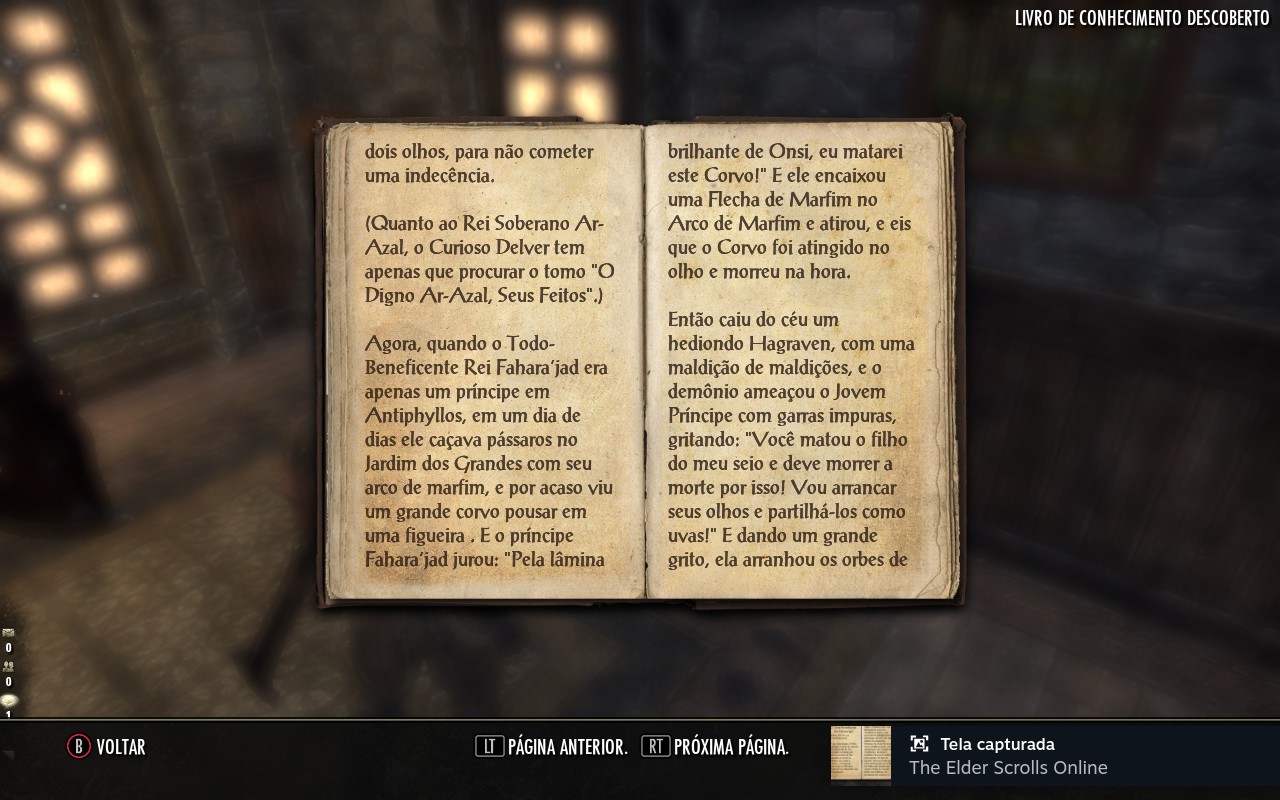 LIVRO DE CONHECIMENTO DESCOBERTO
dois olhos, para não cometer
uma indecência.
(Quanto ao Rei Soberano Ar-
Azal, o Curioso Delver tem
apenas que procurar o tomo "O
Digno Ar-Azal, Seus Feitos".)
Agora, quando o Todo-
Beneficente Rei Fahara'jad era
apenas um príncipe em
Antiphyllos, em um dia de
dias ele caçava pássaros no
Jardim dos Grandes com seu
arco de marfim, e por acaso viu
um grande corvo pousar em
uma figueira . E o príncipe
Fahara'jad jurou: "Pela lâmina
brilhante de Onsi, eu matarei
este Corvo!" E ele encaixou
uma Flecha de Marfim no
Arco de Marfim e atirou, e eis
que o Corvo foi atingido no
olho e morreu na hora.
Então caiu do céu um
hediondo Hagraven, com uma
maldição de maldições, e o
demônio ameaçou o Jovem
Príncipe com garras impuras,
gritando: "Você matou o filho
do meu seio e deve morrer a
morte por isso! Vou arrancar
seus olhos e partilhá-los como
uvas!" E dando um grande
grito, ela arranhou os orbes de
0
0
1
B VOLTAR
LT PÁGINA ANTERIOR. RT PRÓXIMA PÁGINA.
Tela capturada
The Elder Scrolls Online